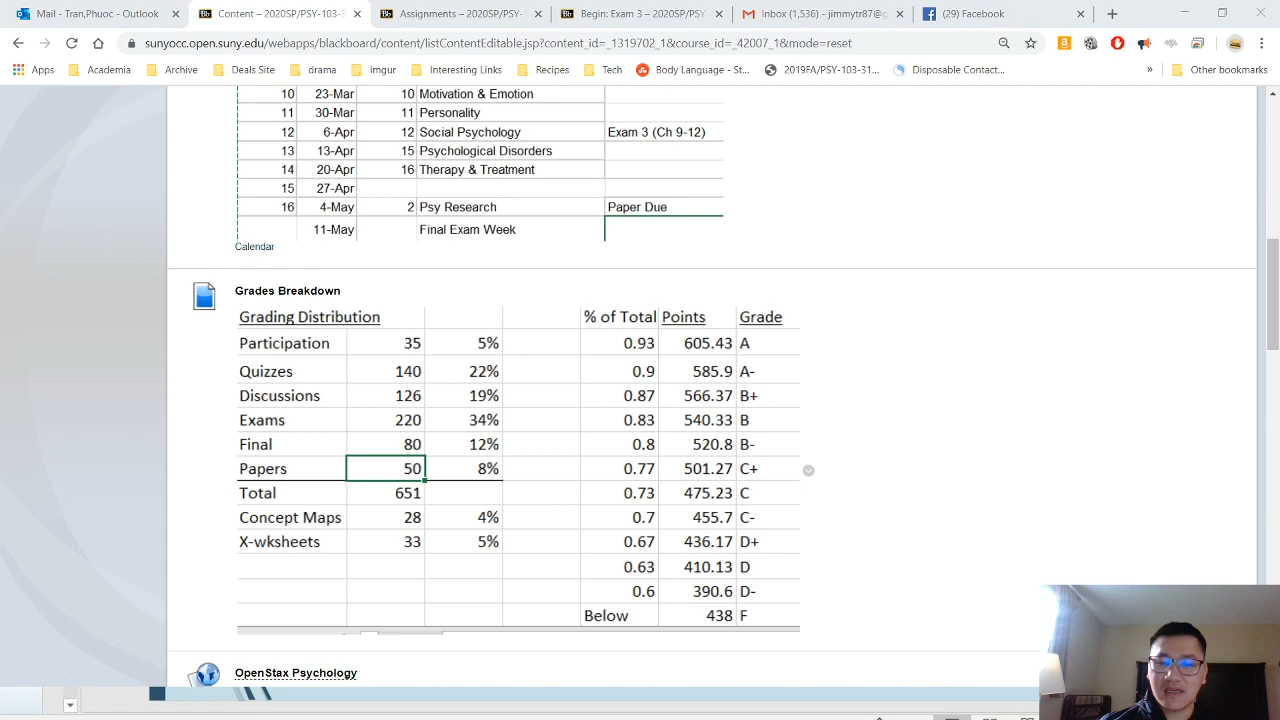 Mail - Tran,Phuoc - Outlook
Content – 2020SP/PSY-103-3
Assignments – 2020SP/PSY-
Begin: Exam 3 – 2020SP/PSY
Inbox (1,536) - jimmytr87@g
(29) Facebook
sunyocc.open.suny.edu/webapps/blackboard/content/listContentEditable.jsp?content_id=_1319702_1&course_id=_42007_1&mode=reset
Apps
Academia
Archive
Deals Site
drama
imgur
Interesting Links
Recipes
Tech
Body Language - St...
2019FA/PSY-103-31...
Disposable Contact...
»
Other bookmarks
10 23-Mar 10 Motivation & Emotion
11 30-Mar 11 Personality
12 6-Apr 12 Social Psychology Exam 3 (Ch 9-12)
13 13-Apr 15 Psychological Disorders
14 20-Apr 16 Therapy & Treatment
15 27-Apr
16 4-May 2 Psy Research Paper Due
11-May Final Exam Week
Calendar
Grades Breakdown
Grading Distribution % of Total Points Grade
Participation 35 5% 0.93 605.43 A
Quizzes 140 22% 0.9 585.9 A-
Discussions 126 19% 0.87 566.37 B+
Exams 220 34% 0.83 540.33 B
Final 80 12% 0.8 520.8 B-
Papers 50 8% 0.77 501.27 C+
Total 651 0.73 475.23 C
Concept Maps 28 4% 0.7 455.7 C-
X-wksheets 33 5% 0.67 436.17 D+
0.63 410.13 D
0.6 390.6 D-
Below 438 F
OpenStax Psychology